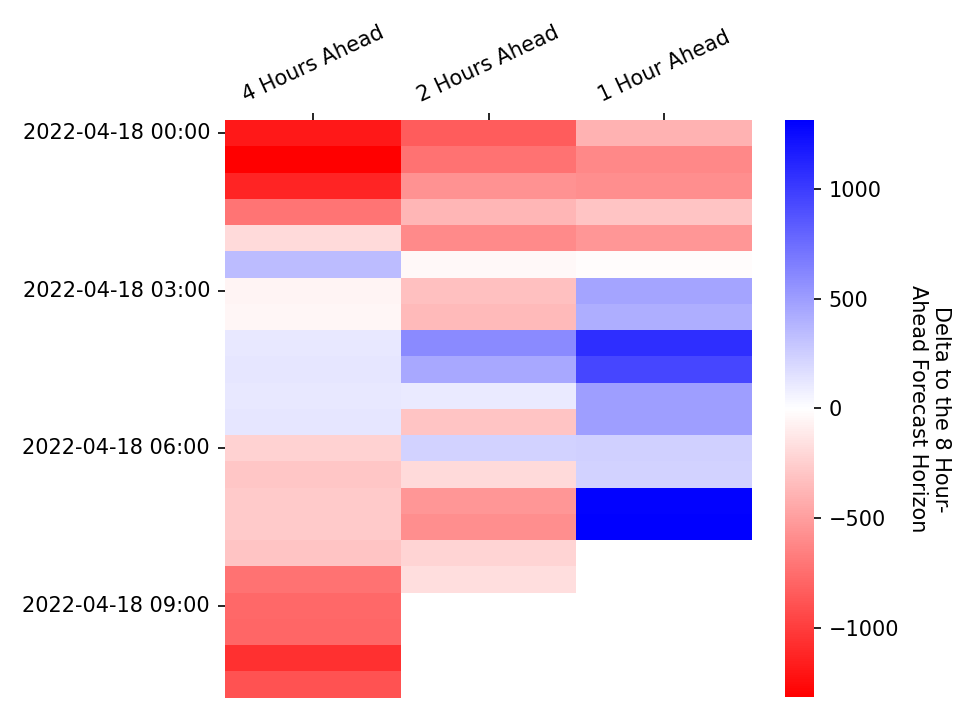 4 Hours Ahead
2 Hours Ahead
1 Hour Ahead
2022-04-18 00:00
2022-04-18 03:00
2022-04-18 06:00
2022-04-18 09:00
1000
500
0
−500
−1000
Delta to the 8 Hour-
Ahead Forecast Horizon